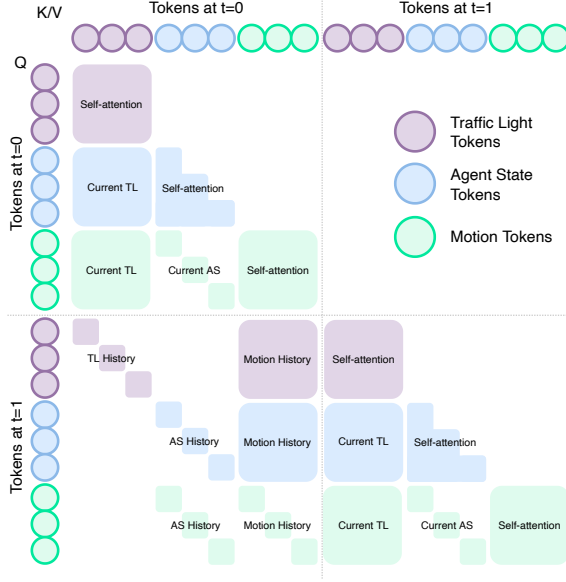 K/V
Tokens at t=0
Tokens at t=1
Q
Tokens at t=0
Self-attention
Traffic Light
Tokens
Current TL
Self-attention
Agent State
Tokens
Current TL
Current AS
Self-attention
Motion Tokens
Tokens at t=1
TL History
Motion History
Self-attention
AS History
Motion History
Current TL
Self-attention
AS History
Motion History
Current TL
Current AS
Self-attention